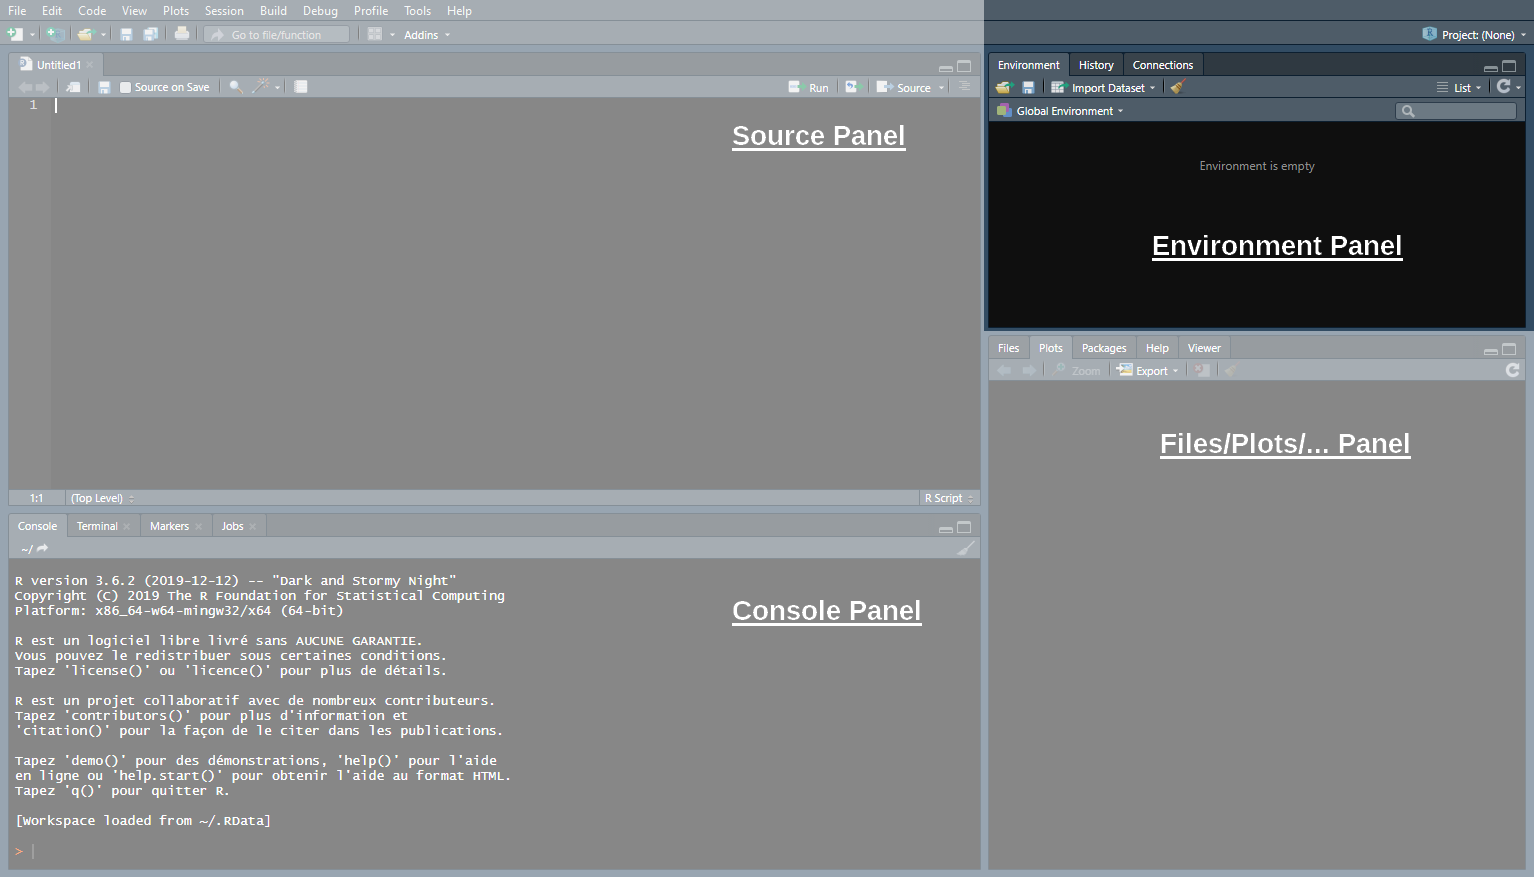 File Edit Code View Plots Session Build Debug Profile Tools Help
Go to file/function Addins
Project: (None)
Untitled1
Source on Save Run Source
1
Source Panel
Environment History Connections
Import Dataset List
Global Environment
Environment is empty
Environment Panel
Files Plots Packages Help Viewer
Zoom Export
Files/Plots/... Panel
1:1 (Top Level) R Script
Console Terminal Markers Jobs
~/
Console Panel
R version 3.6.2 (2019-12-12) -- "Dark and Stormy Night"
Copyright (C) 2019 The R Foundation for Statistical Computing
Platform: x86_64-w64-mingw32/x64 (64-bit)
R est un logiciel libre livré sans AUCUNE GARANTIE.
Vous pouvez le redistribuer sous certaines conditions.
Tapez 'license()' ou 'licence()' pour plus de détails.
R est un projet collaboratif avec de nombreux contributeurs.
Tapez 'contributors()' pour plus d'information et
'citation()' pour la façon de le citer dans les publications.
Tapez 'demo()' pour des démonstrations, 'help()' pour l'aide
en ligne ou 'help.start()' pour obtenir l'aide au format HTML.
Tapez 'q()' pour quitter R.
[Workspace loaded from ~/.RData]
>